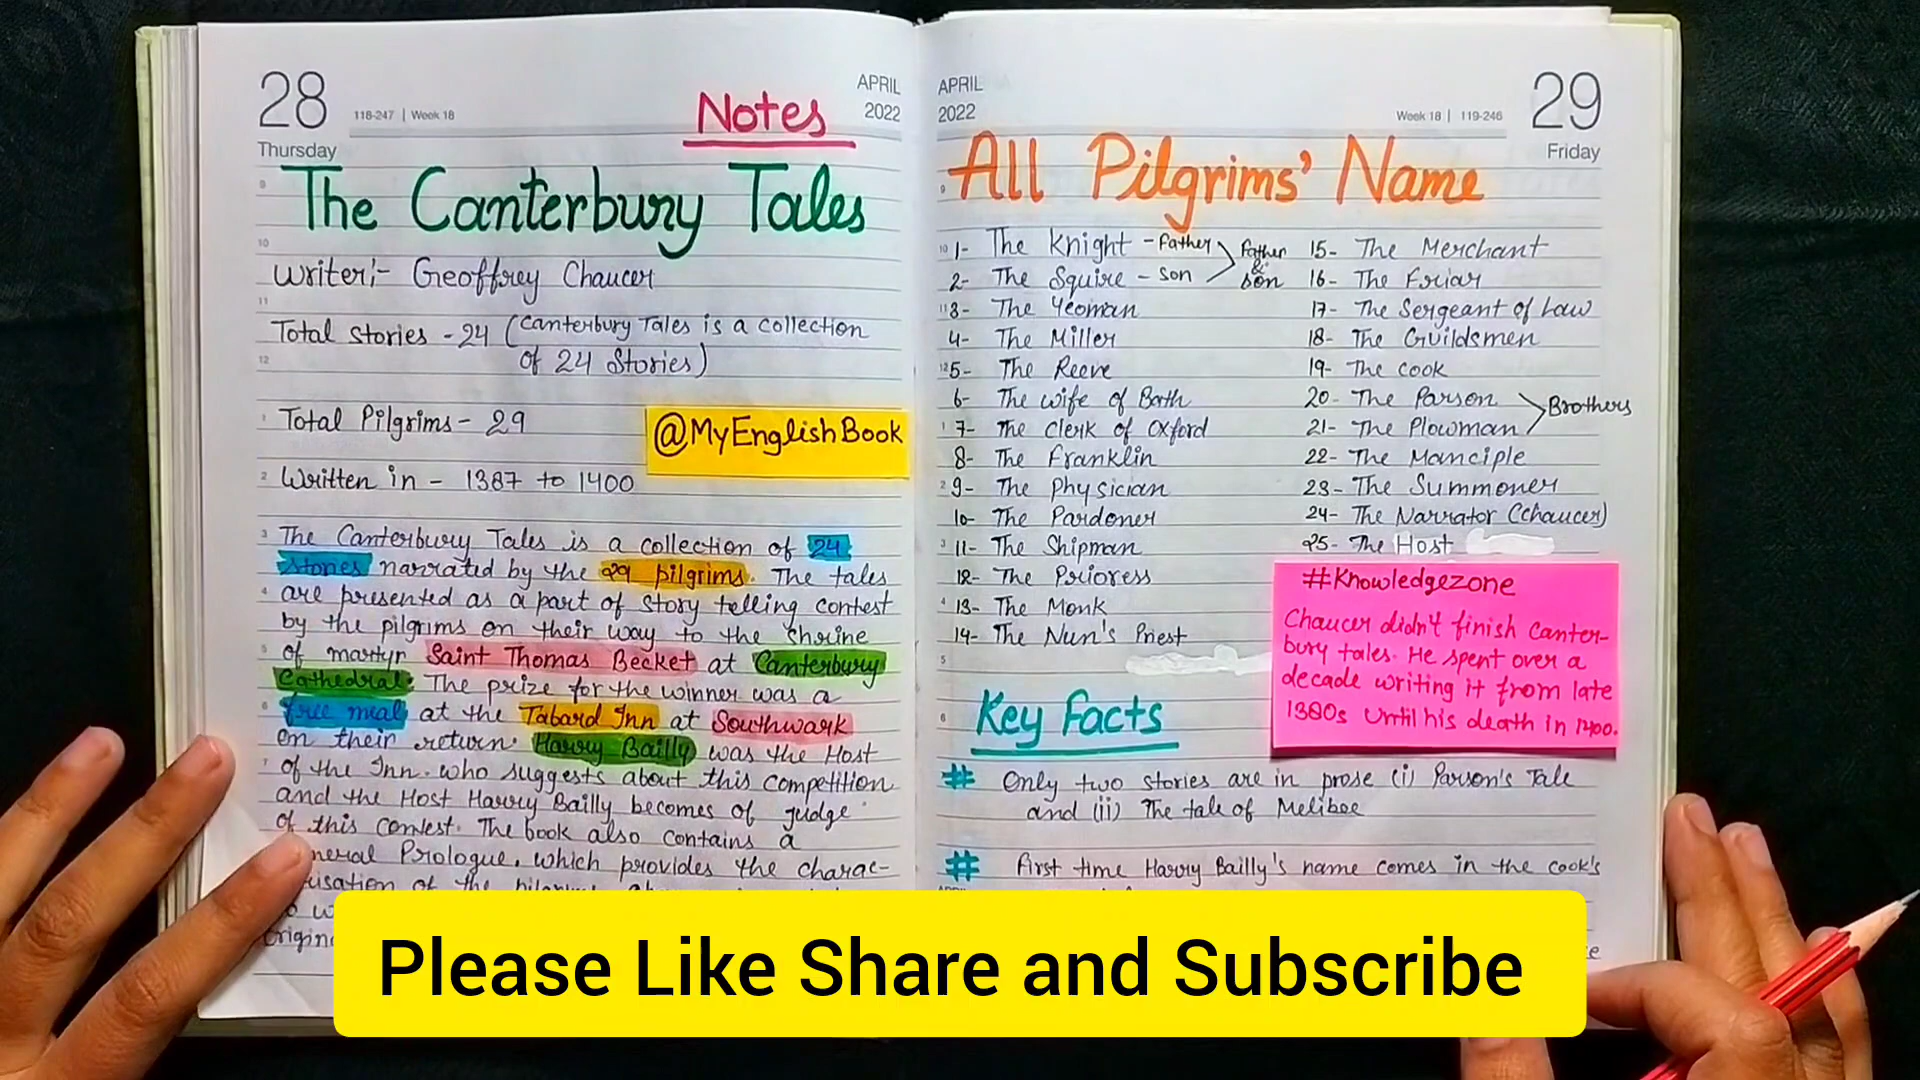 28
118-247 | Week 18
Thursday
APRIL
2022
Notes
The Canterbury Tales
Writer:- Geoffrey Chaucer
Total stories - 24 (Canterbury Tales is a collection
of 24 Stories)
Total Pilgrims - 29
@MyEnglishBook
Written in - 1387 to 1400
The Canterbury Tales is a collection of 24
stories narrated by the 29 pilgrims. The tales
are presented as a part of story telling contest
by the pilgrims on their way to the shrine
of martyr Saint Thomas Becket at Canterbury
Cathedral. The prize for the winner was a
free meal at the Tabard Inn at Southwark
on their return. Harry Bailly was the Host
of the Inn. who suggests about this competition
and the Host Harry Bailly becomes of judge
of this contest. The book also contains a
neral Prologue. which provides the charac-
of the
APRIL
2022
Week 18 | 119-246
29
Friday
All Pilgrims' Name
1- The Knight - Father
2- The Squire - Son
Father
&
Son
3- The Yeoman
4- The Miller
5- The Reeve
6- The wife of Bath
7- The Clerk of Oxford
8- The Franklin
9- The Physician
10- The Pardoner
11- The Shipman
12- The Prioress
13- The Monk
14- The Nun's Priest
15- The Merchant
16- The Friar
17- The Sergeant of Law
18- The Guildsmen
19- The cook
20- The Parson
21- The Plowman
Brothers
22- The Manciple
23- The Summoner
24- The Narrator (Chaucer)
25- The Host
#Knowledgezone
Chaucer didn't finish Canter-
bury tales. He spent over a
decade writing it from late
1380s Until his death in 1400.
Key Facts
# Only two stories are in prose (i) Parson's Tale
and (ii) The tale of Melibee
# First time Harry Bailly's name comes in the cook's
Please Like Share and Subscribe